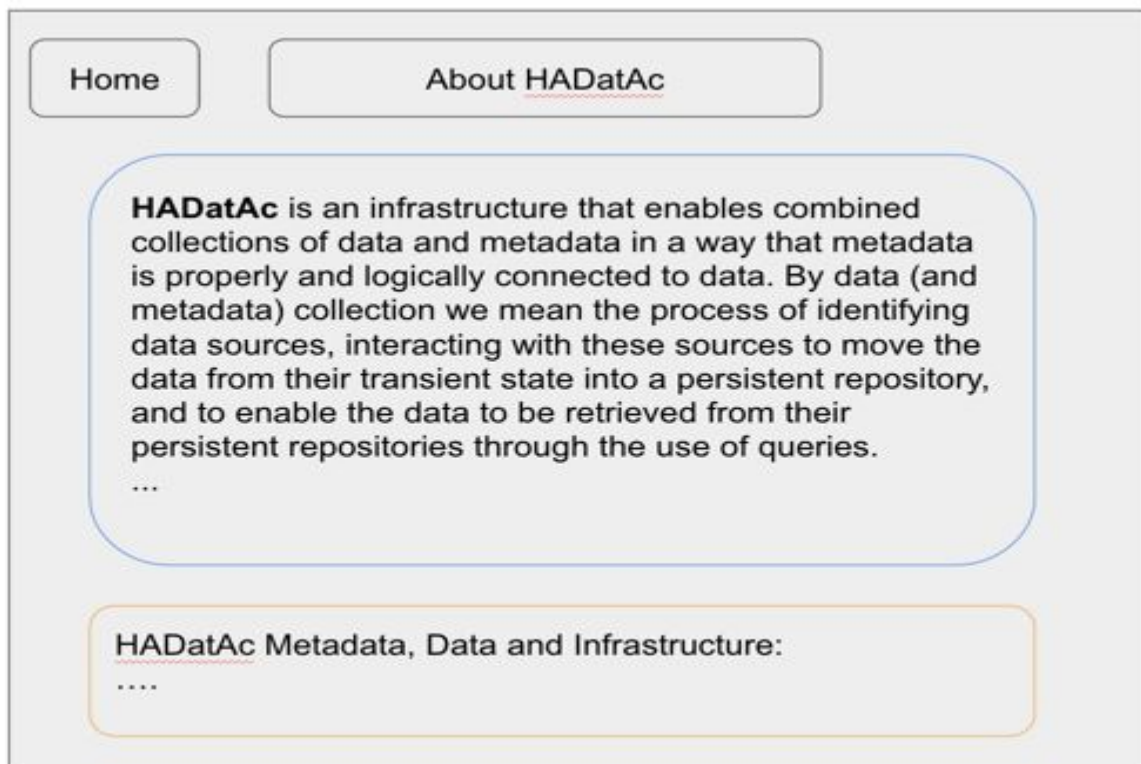 Home
About HADatAc
HADatAc is an infrastructure that enables combined
collections of data and metadata in a way that metadata
is properly and logically connected to data. By data (and
metadata) collection we mean the process of identifying
data sources, interacting with these sources to move the
data from their transient state into a persistent repository,
and to enable the data to be retrieved from their
persistent repositories through the use of queries.
...
HADatAc Metadata, Data and Infrastructure:
....